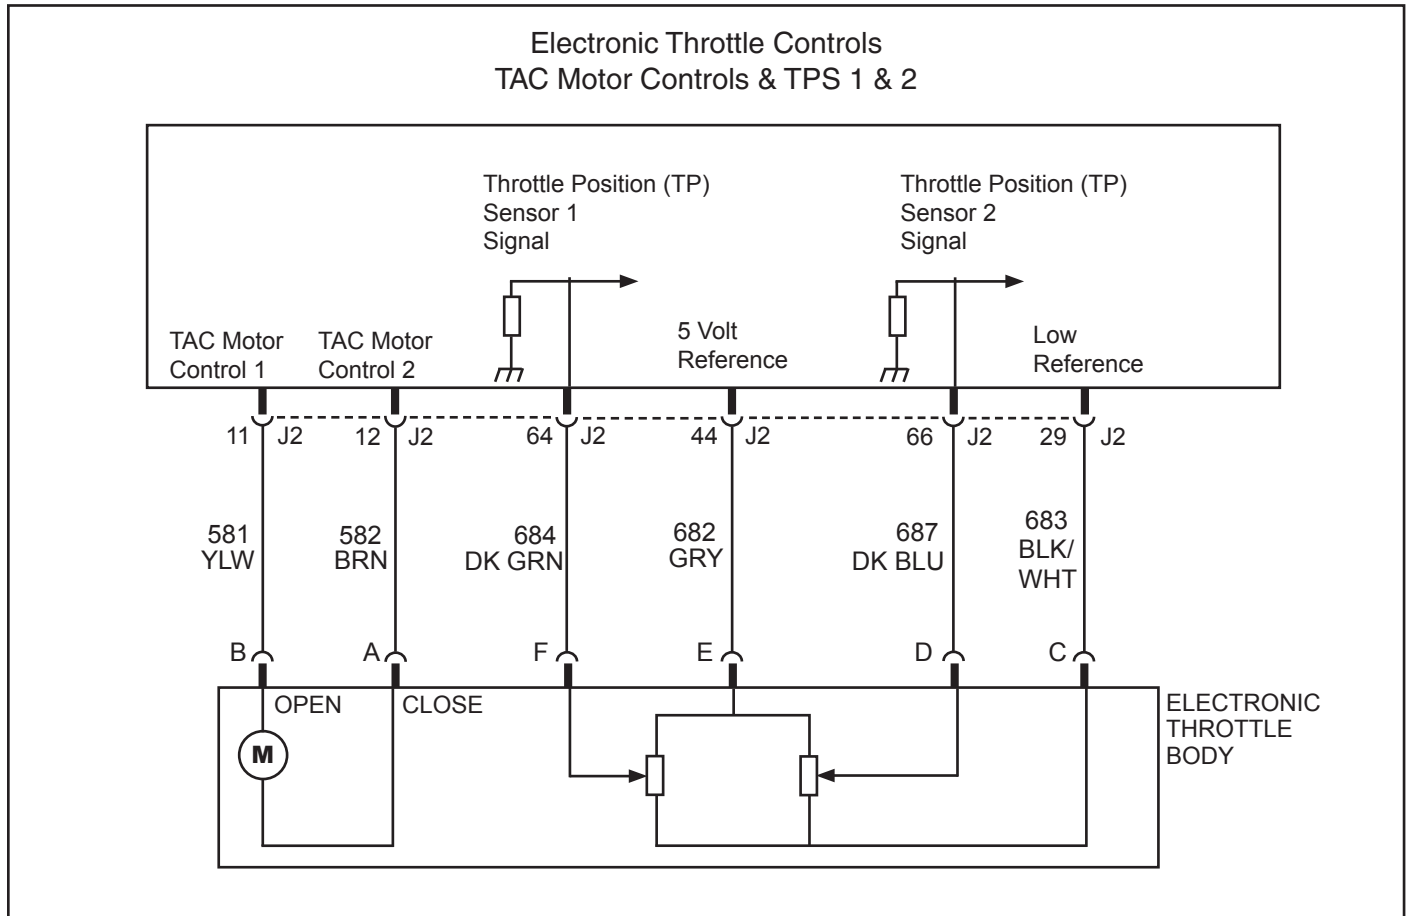 Electronic Throttle Controls
TAC Motor Controls & TPS 1 & 2
Throttle Position (TP)
Sensor 1
Signal
Throttle Position (TP)
Sensor 2
Signal
TAC Motor
Control 1
TAC Motor
Control 2
5 Volt
Reference
Low
Reference
11 J2
12 J2
64 J2
44 J2
66 J2
29 J2
581
YLW
582
BRN
684
DK GRN
682
GRY
687
DK BLU
683
BLK/
WHT
B
A
F
E
D
C
OPEN
CLOSE
M
ELECTRONIC
THROTTLE
BODY